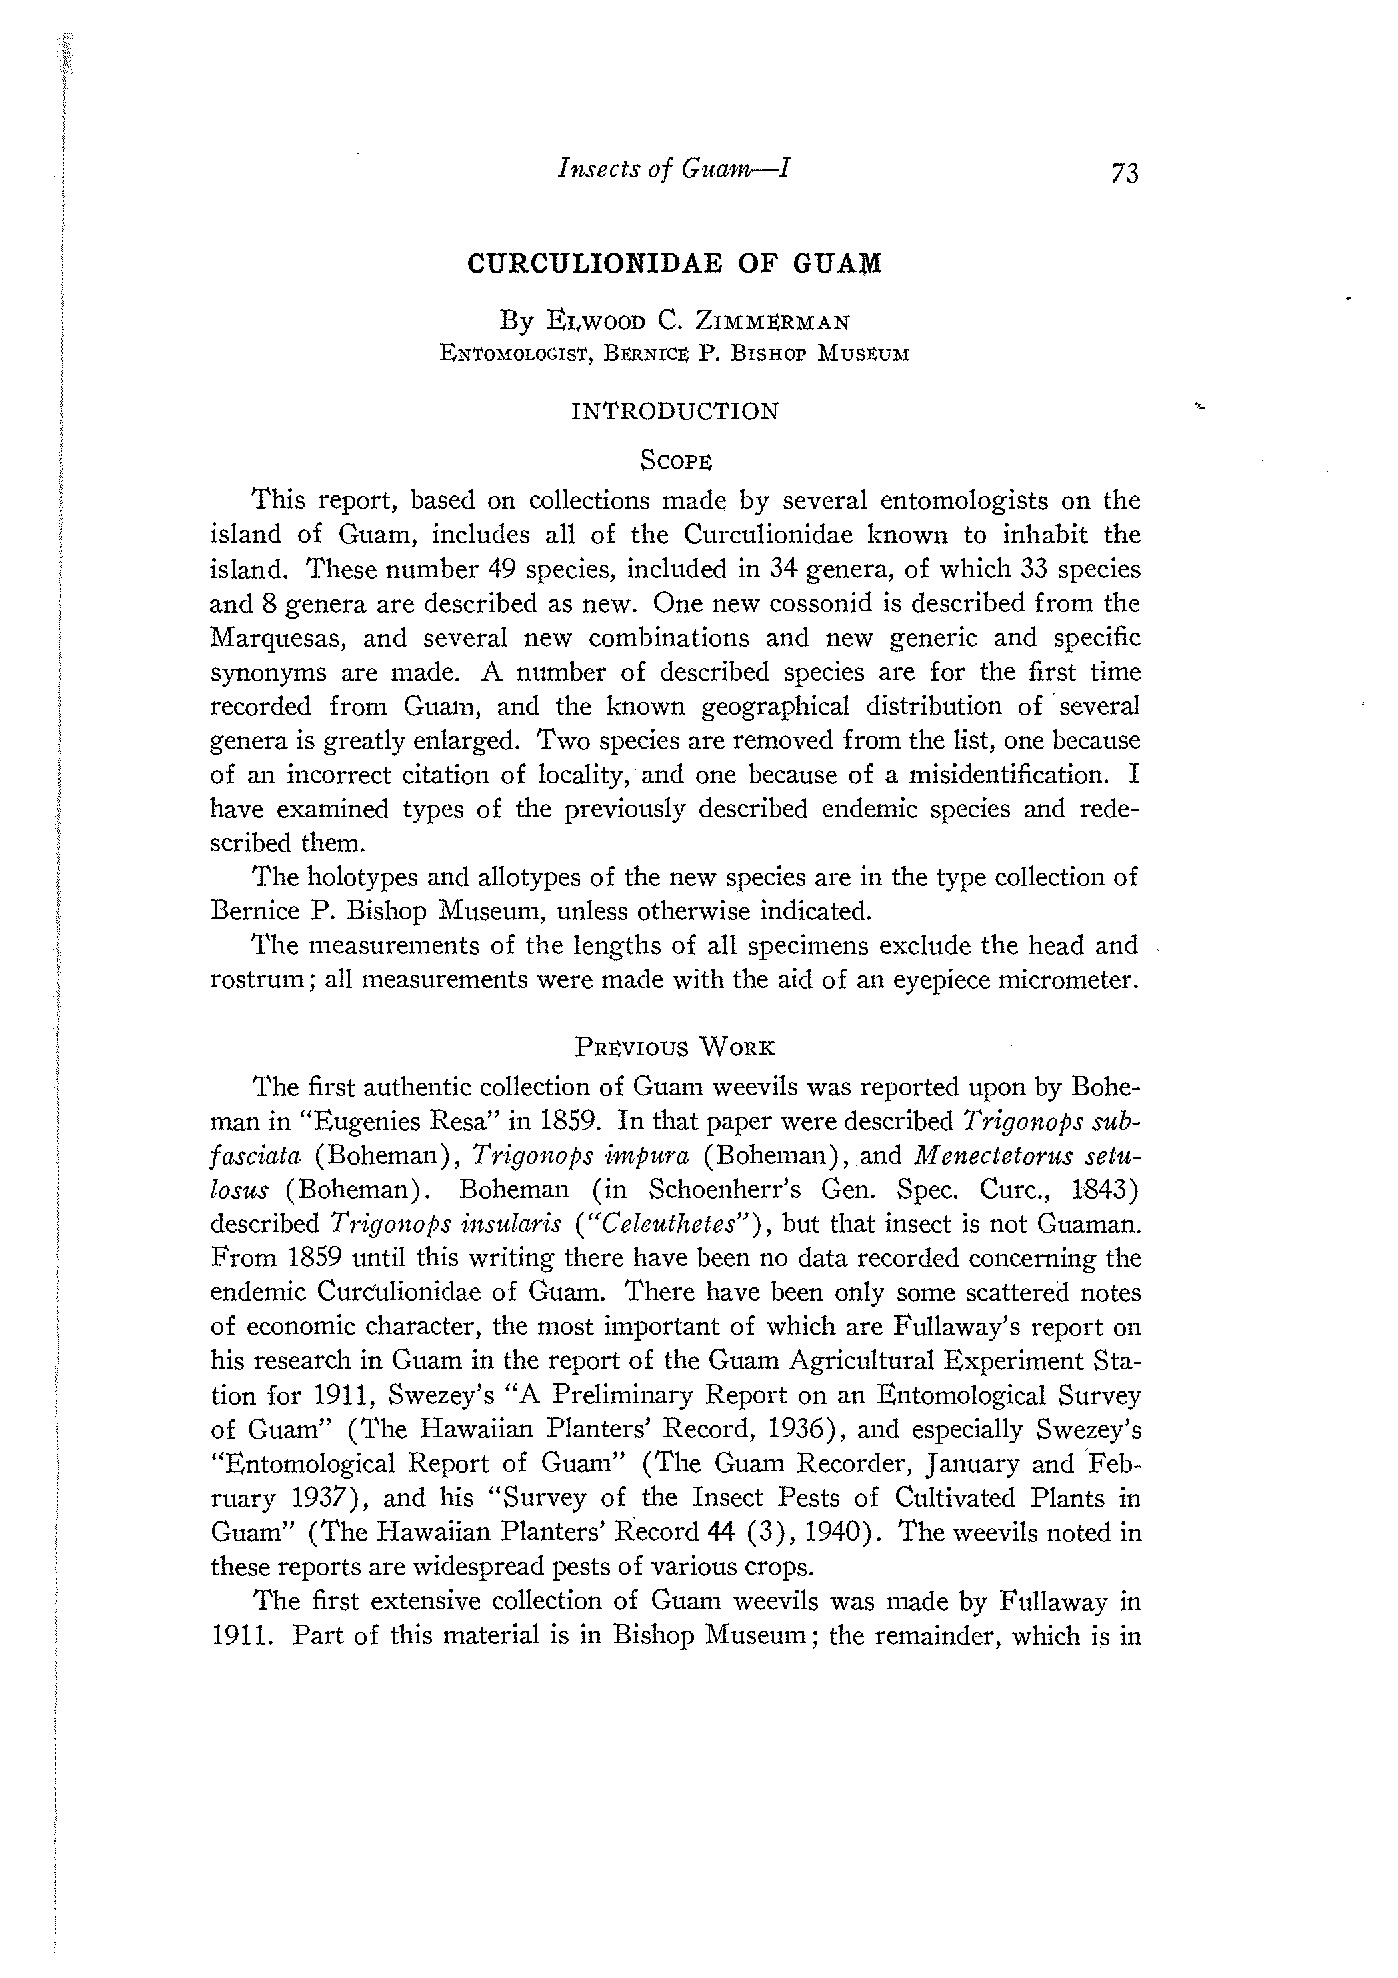 Insects of Guam—I 73
CURCULIONIDAE OF GUAM
By ELWOOD C. ZIMMERMAN
ENTOMOLOGIST, BERNICE P. BISHOP MUSEUM
INTRODUCTION
SCOPE
This report, based on collections made by several entomologists on the
island of Guam, includes all of the Curculionidae known to inhabit the
island. These number 49 species, included in 34 genera, of which 33 species
and 8 genera are described as new. One new cossonid is described from the
Marquesas, and several new combinations and new generic and specific
synonyms are made. A number of described species are for the first time
recorded from Guam, and the known geographical distribution of several
genera is greatly enlarged. Two species are removed from the list, one because
of an incorrect citation of locality, and one because of a misidentification. I
have examined types of the previously described endemic species and rede-
scribed them.
The holotypes and allotypes of the new species are in the type collection of
Bernice P. Bishop Museum, unless otherwise indicated.
The measurements of the lengths of all specimens exclude the head and
rostrum; all measurements were made with the aid of an eyepiece micrometer.
PREVIOUS WORK
The first authentic collection of Guam weevils was reported upon by Bohe-
man in "Eugenies Resa" in 1859. In that paper were described Trigonops sub-
fasciata (Boheman), Trigonops impura (Boheman), and Menectetorus setu-
losus (Boheman). Boheman (in Schoenherr's Gen. Spec. Curc., 1843)
described Trigonops insularis ("Celeuthetes"), but that insect is not Guaman.
From 1859 until this writing there have been no data recorded concerning the
endemic Curculionidae of Guam. There have been only some scattered notes
of economic character, the most important of which are Fullaway's report on
his research in Guam in the report of the Guam Agricultural Experiment Sta-
tion for 1911, Swezey's "A Preliminary Report on an Entomological Survey
of Guam" (The Hawaiian Planters' Record, 1936), and especially Swezey's
"Entomological Report of Guam" (The Guam Recorder, January and Feb-
ruary 1937), and his "Survey of the Insect Pests of Cultivated Plants in
Guam" (The Hawaiian Planters' Record 44 (3), 1940). The weevils noted in
these reports are widespread pests of various crops.
The first extensive collection of Guam weevils was made by Fullaway in
1911. Part of this material is in Bishop Museum; the remainder, which is in